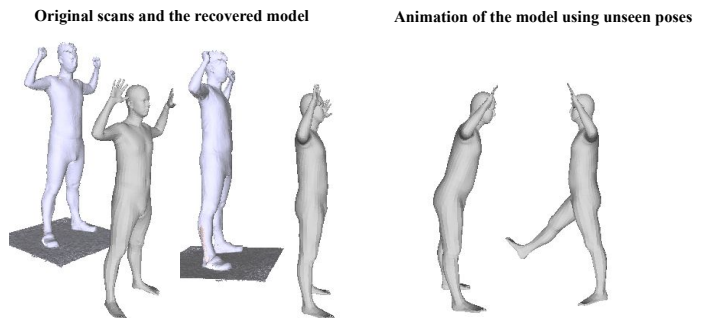 Original scans and the recovered model
Animation of the model using unseen poses